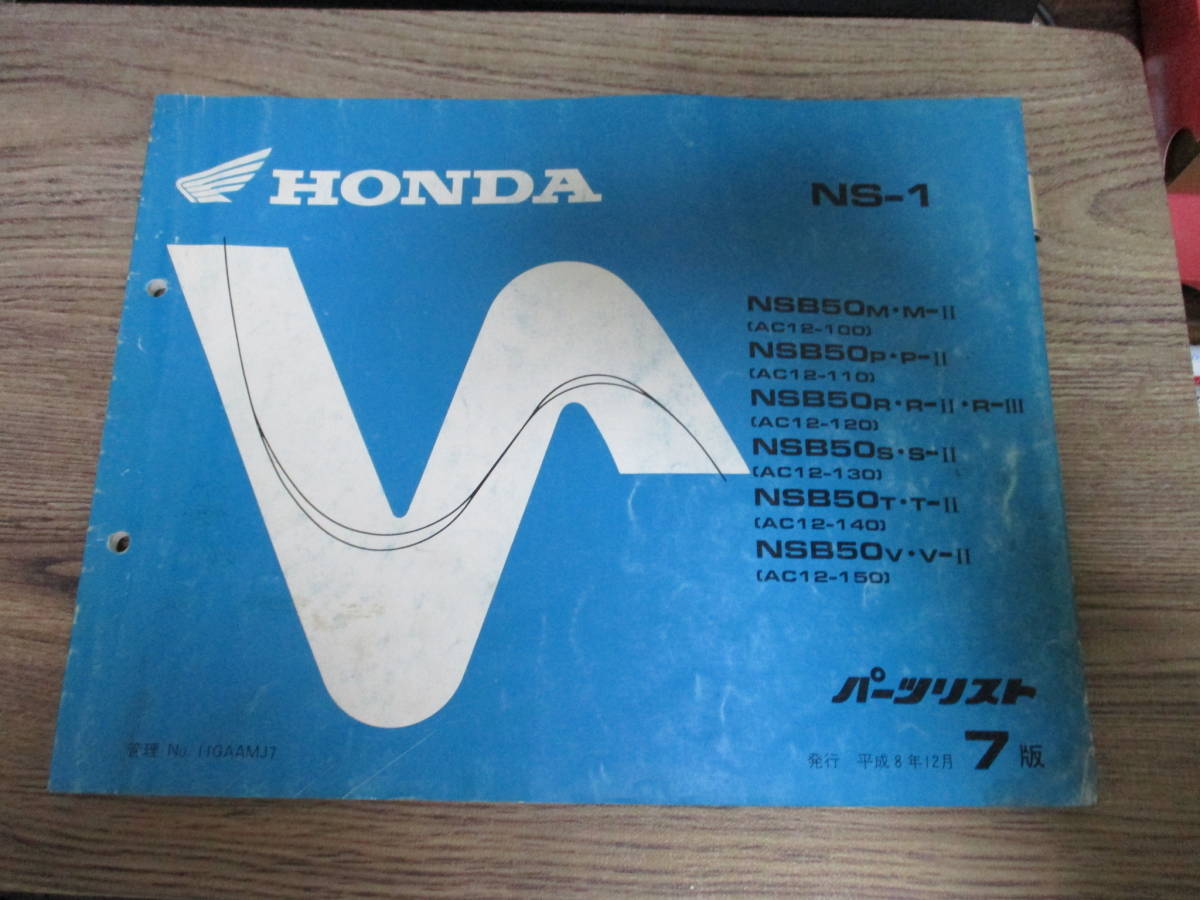 HONDA
NS-1
NSB50M・M-II
(AC12-100)
NSB50P・P-II
(AC12-110)
NSB50R・R-II・R-III
(AC12-120)
NSB50S・S-II
(AC12-130)
NSB50T・T-II
(AC12-140)
NSB50V・V-II
(AC12-150)
パーツリスト
管理 No. 11GAAMJ7
発行 平成8年12月 7版